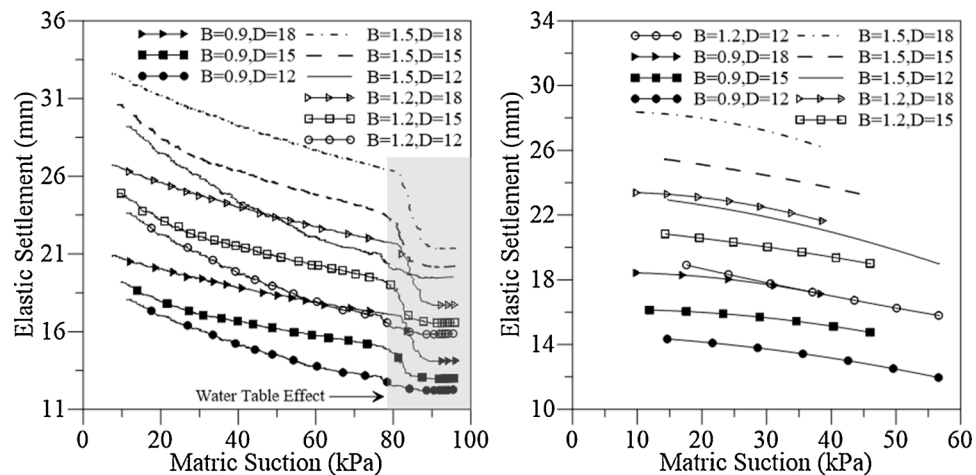 36
31
26
21
16
11
Elastic Settlement (mm)
B=0.9,D=18
B=0.9,D=15
B=0.9,D=12
B=1.5,D=18
B=1.5,D=15
B=1.5,D=12
B=1.2,D=18
B=1.2,D=15
B=1.2,D=12
Water Table Effect
0 20 40 60 80 100
Matric Suction (kPa)
34
30
26
22
18
14
10
Elastic Settlement (mm)
B=1.2,D=12
B=0.9,D=18
B=0.9,D=15
B=0.9,D=12
B=1.5,D=18
B=1.5,D=15
B=1.5,D=12
B=1.2,D=18
B=1.2,D=15
0 10 20 30 40 50 60
Matric Suction (kPa)